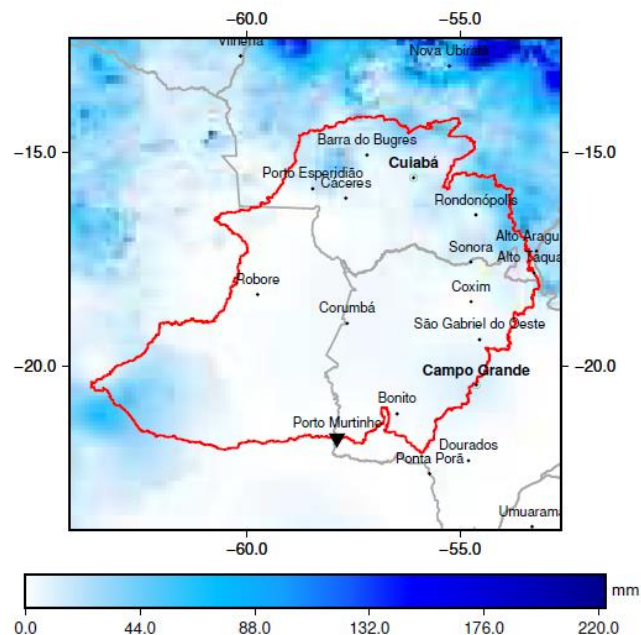 −60.0 −55.0
Vilhena
Nova Ubiratã
−15.0 −15.0
Barra do Bugres
Cuiabá
Porto Esperidião
Cáceres
Rondonópolis
Alto Aragu
Sonora
Alto Taqua
Robore
Coxim
Corumbá
São Gabriel do Oeste
−20.0 −20.0
Campo Grande
Bonito
Porto Murtinho
Dourados
Ponta Porã
Umuarama
−60.0 −55.0
mm
0.0 44.0 88.0 132.0 176.0 220.0